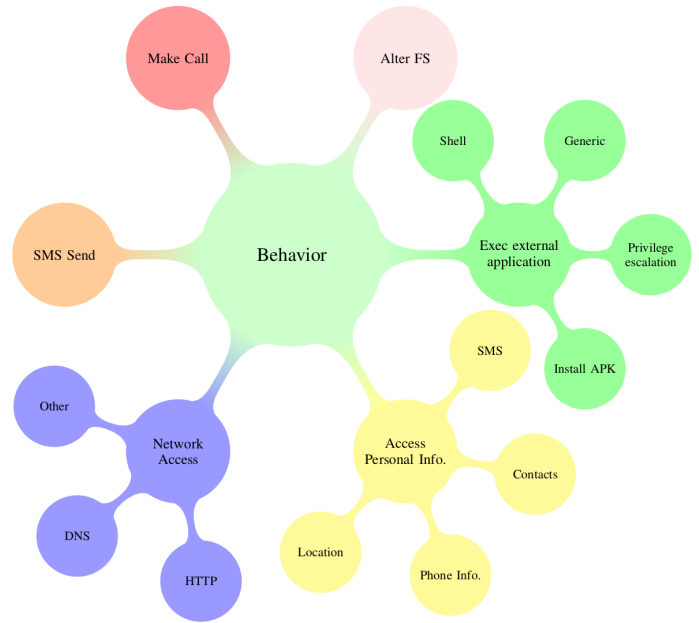 Make Call
Alter FS
Shell
Generic
SMS Send
Behavior
Exec external
application
Privilege
escalation
SMS
Install APK
Other
Network
Access
Access
Personal Info.
Contacts
DNS
Location
HTTP
Phone Info.